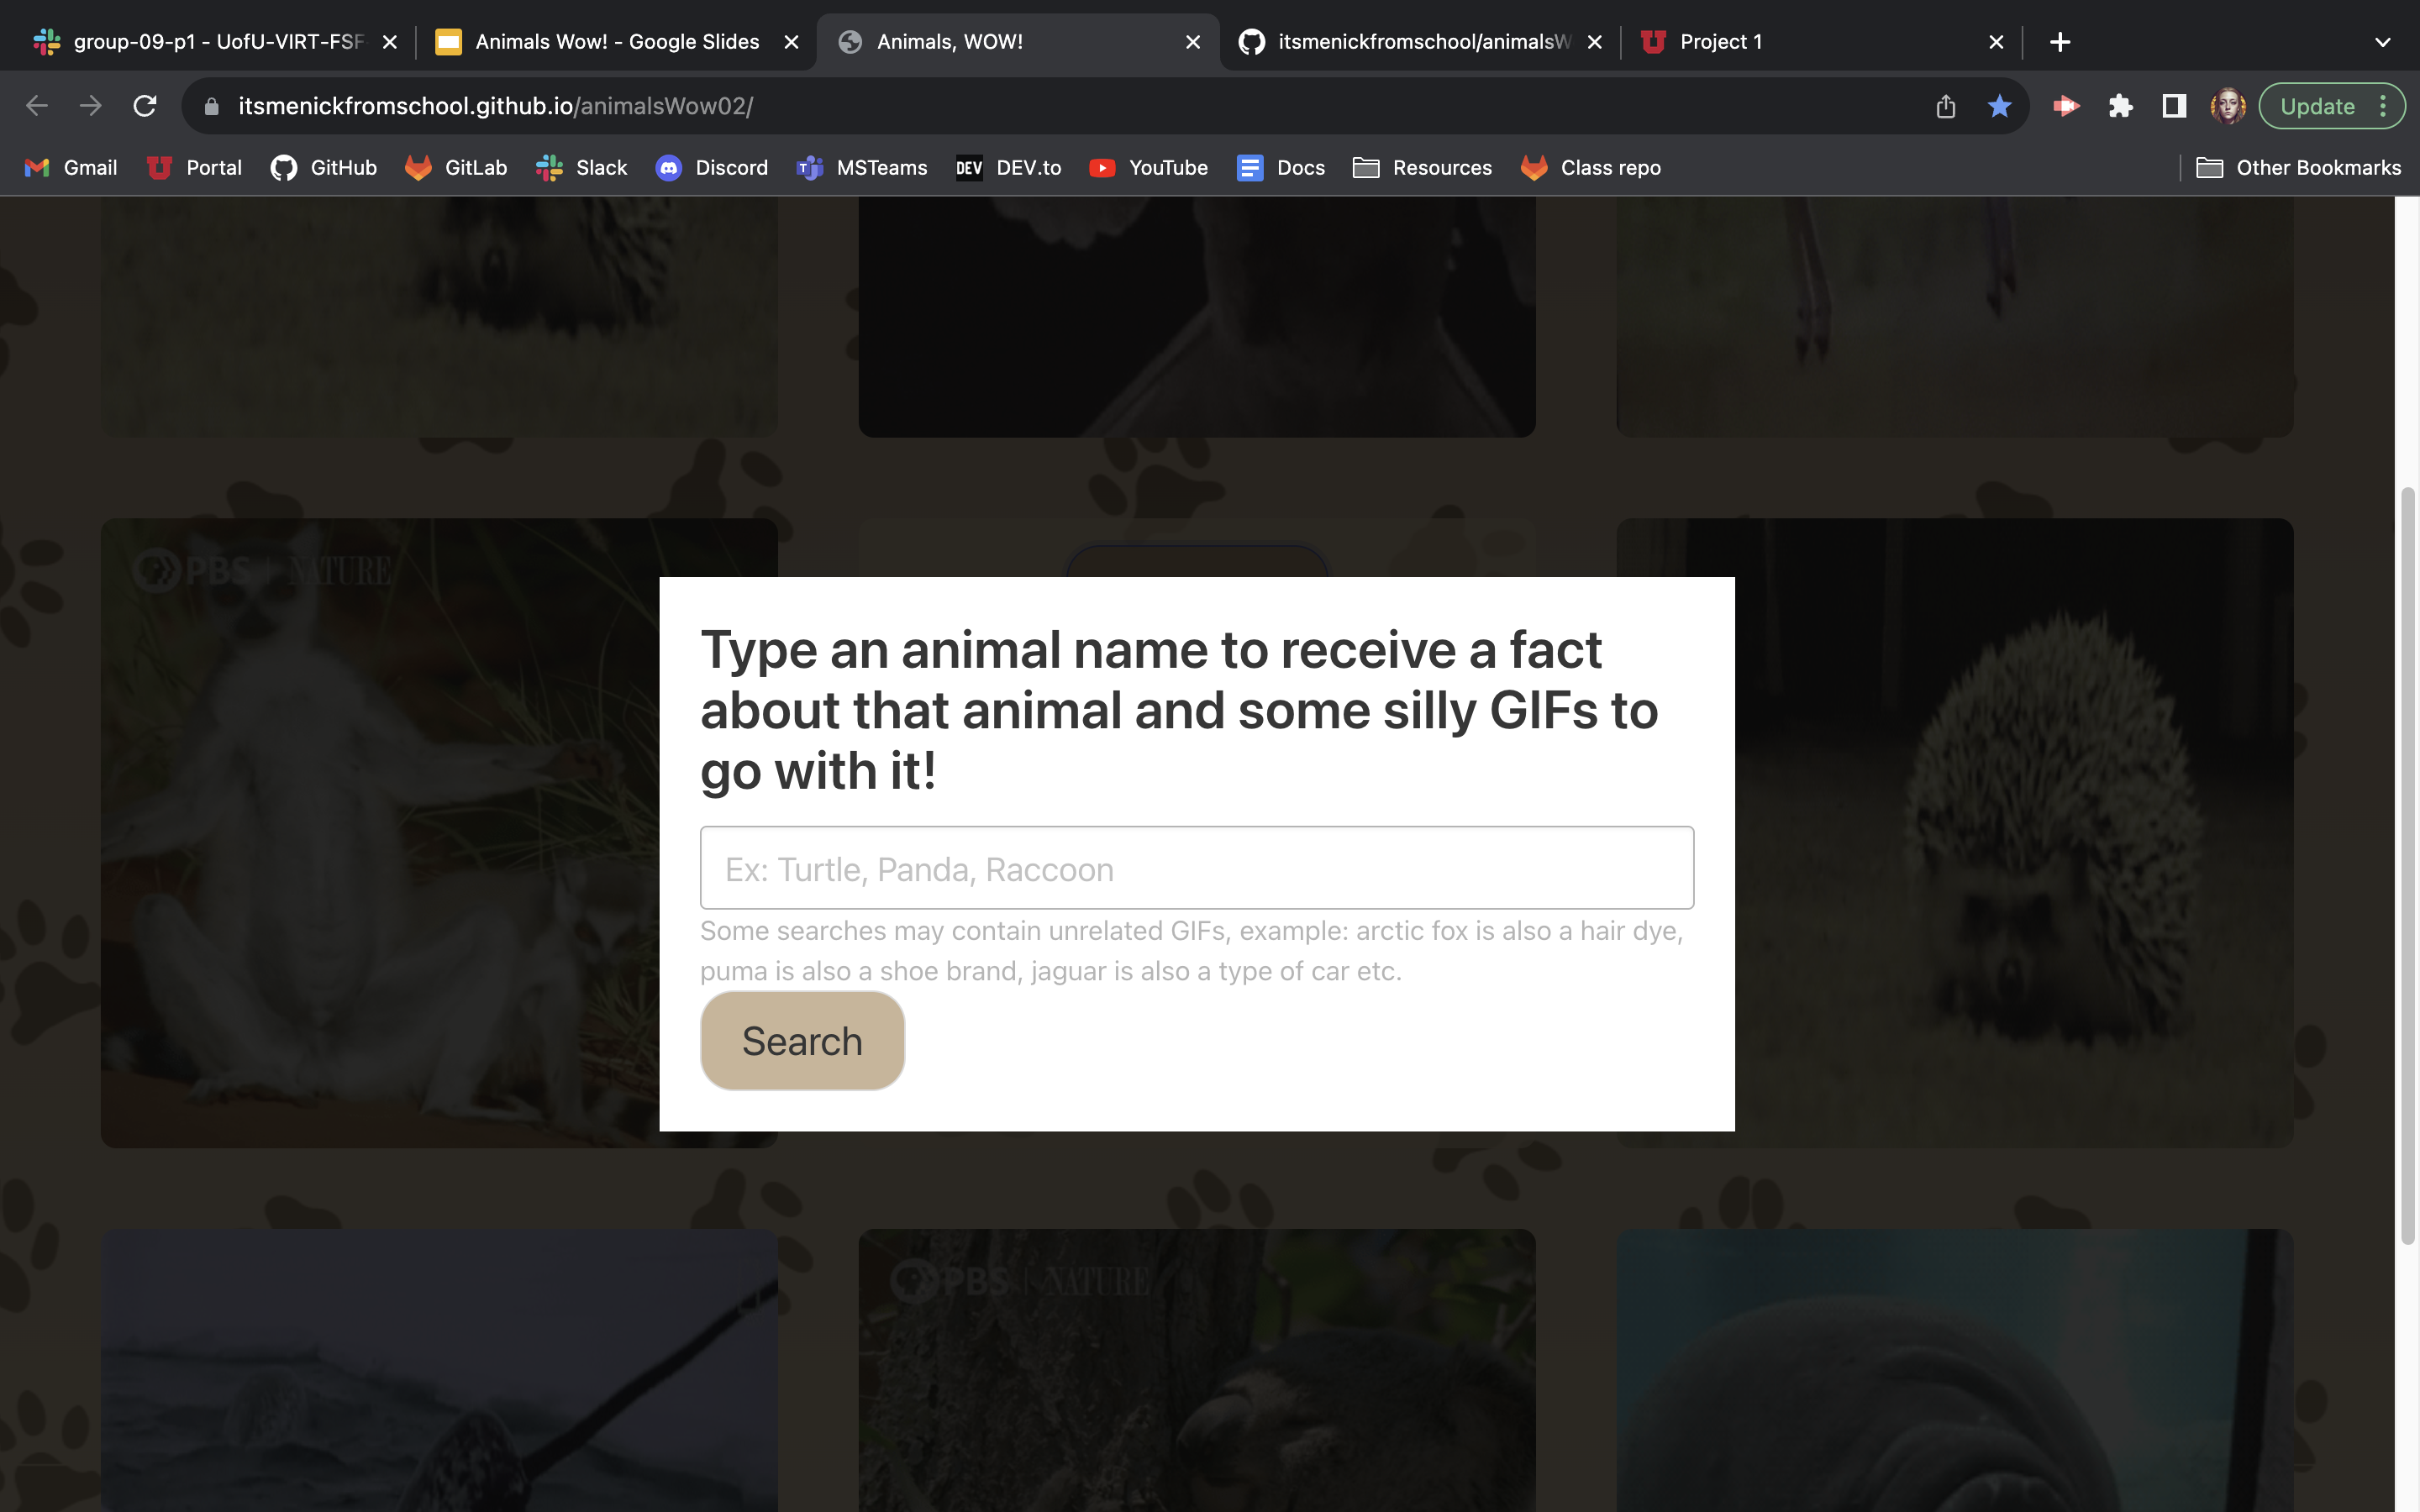 group-09-p1 - UofU-VIRT-FSF
Animals Wow! - Google Slides
Animals, WOW!
itsmenickfromschool/animalsW
Project 1
itsmenickfromschool.github.io/animalsWow02/
Update
Gmail
Portal
GitHub
GitLab
Slack
Discord
MSTeams
DEV
DEV.to
YouTube
Docs
Resources
Class repo
Other Bookmarks
PBS | NATURE
Type an animal name to receive a fact
about that animal and some silly GIFs to
go with it!
Ex: Turtle, Panda, Raccoon
Some searches may contain unrelated GIFs, example: arctic fox is also a hair dye,
puma is also a shoe brand, jaguar is also a type of car etc.
Search
PBS | NATURE